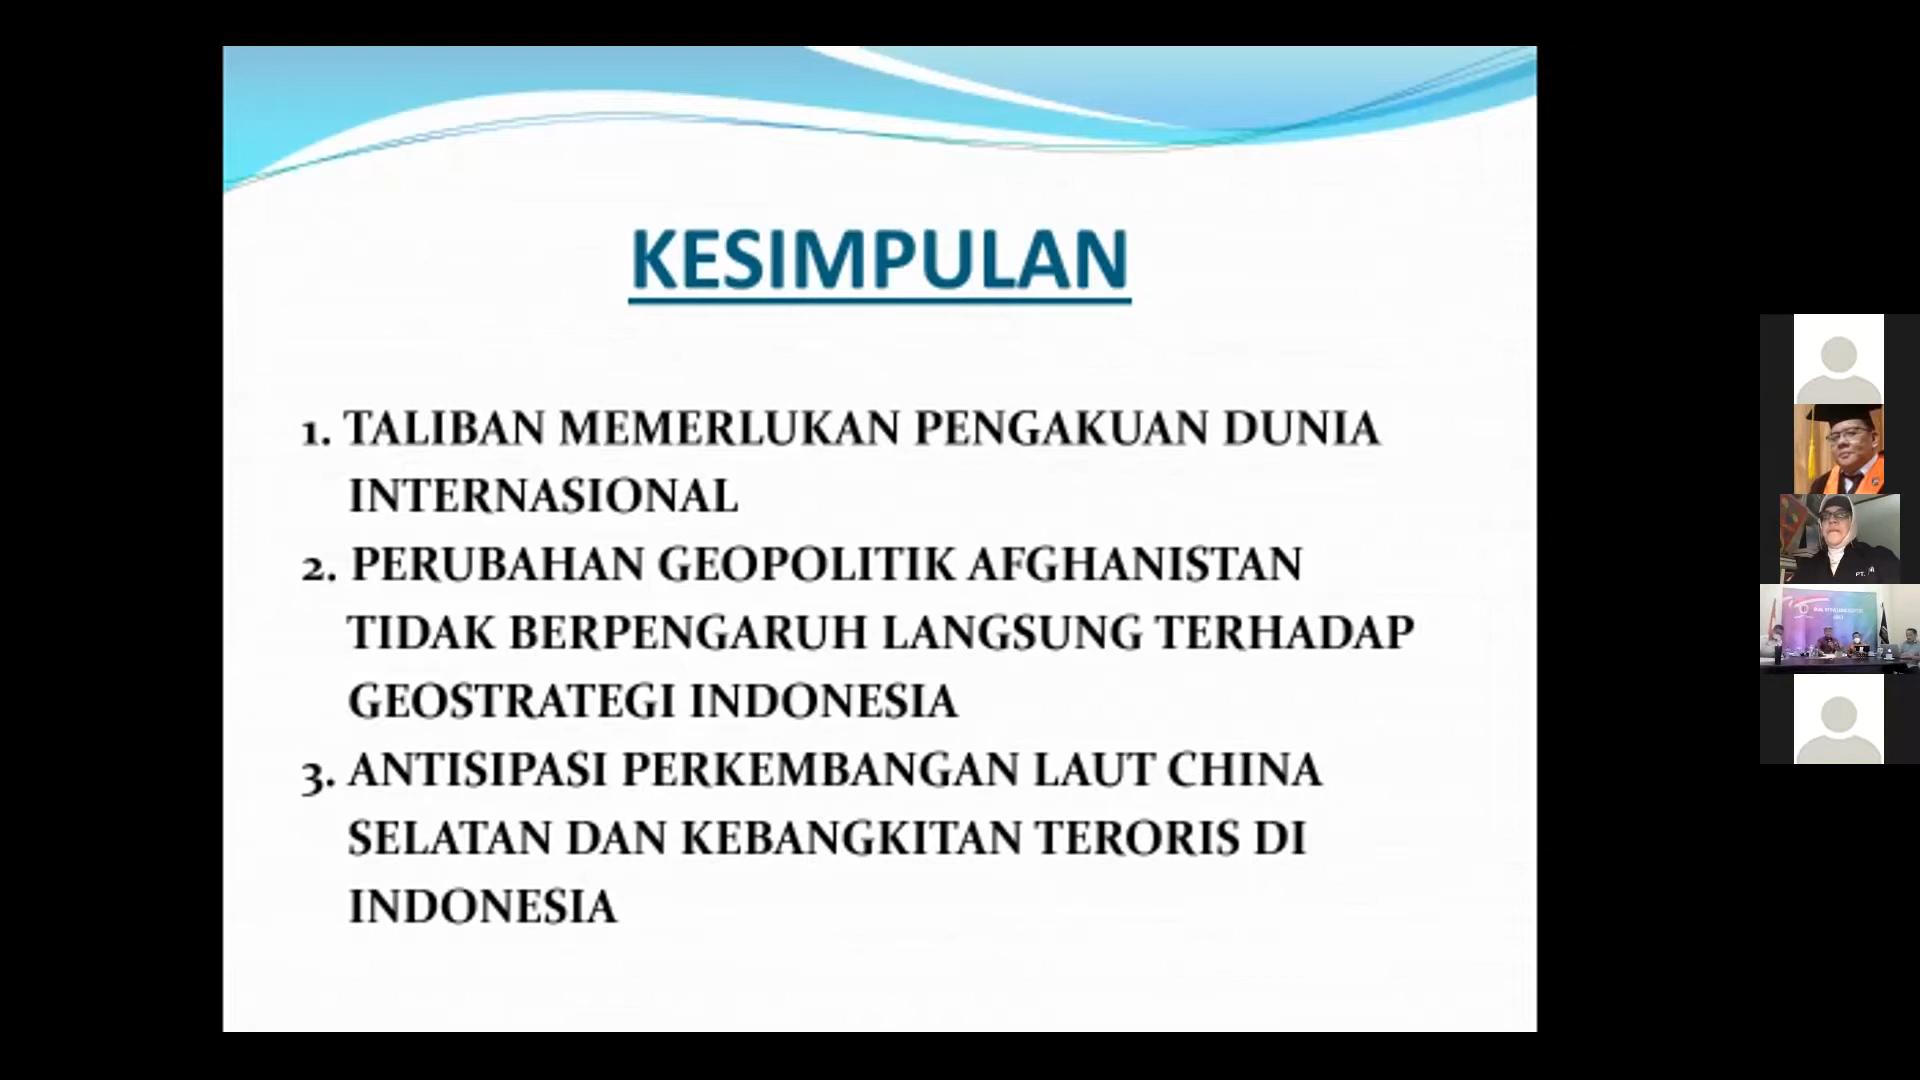 KESIMPULAN
1. TALIBAN MEMERLUKAN PENGAKUAN DUNIA
INTERNASIONAL
2. PERUBAHAN GEOPOLITIK AFGHANISTAN
TIDAK BERPENGARUH LANGSUNG TERHADAP
GEOSTRATEGI INDONESIA
3. ANTISIPASI PERKEMBANGAN LAUT CHINA
SELATAN DAN KEBANGKITAN TERORIS DI
INDONESIA
PT.